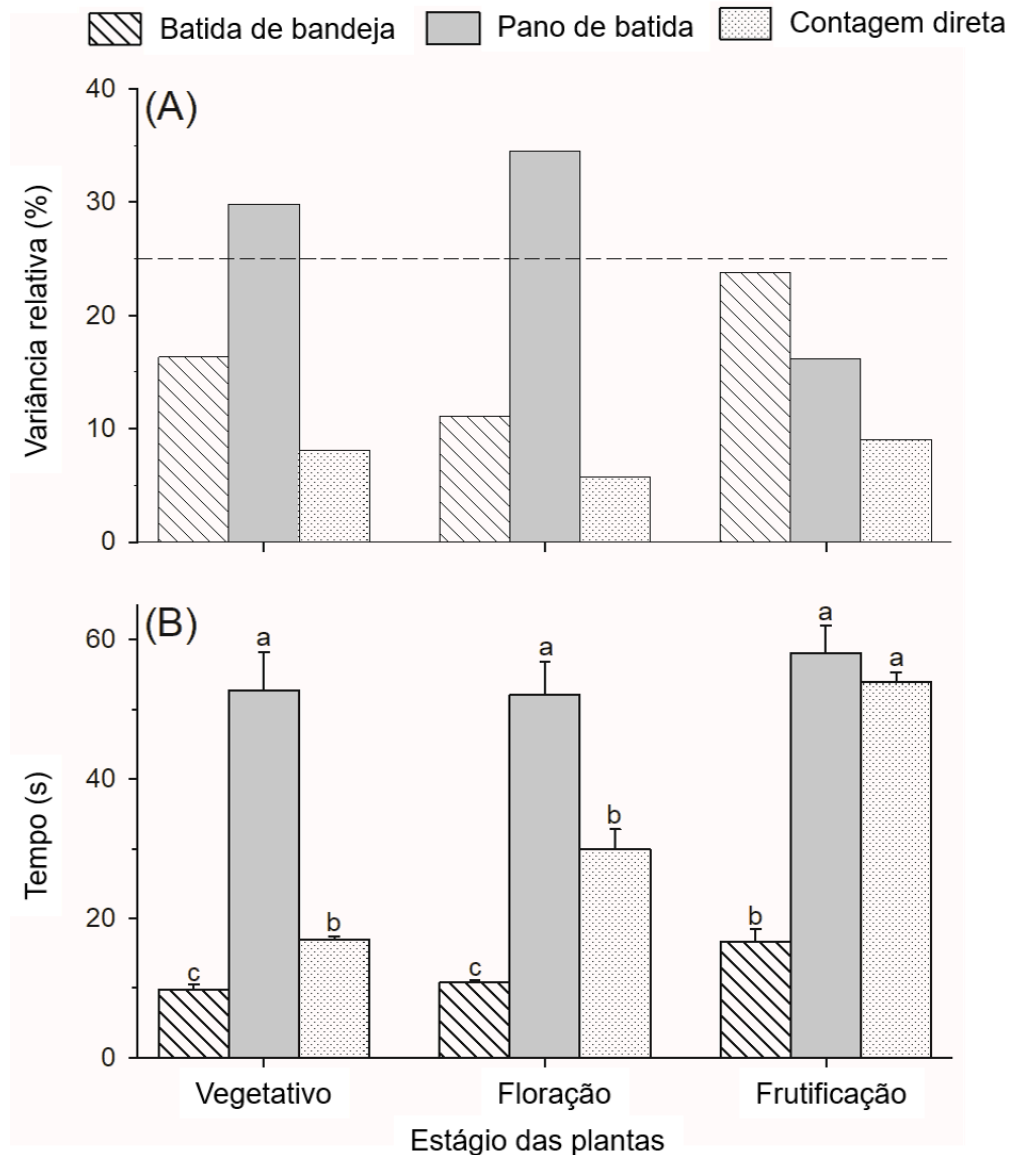 Batida de bandeja Pano de batida Contagem direta
(A)
Variância relativa (%)
40
30
20
10
0
(B)
Tempo (s)
60
40
20
0
c a b
c a b
b a a
Vegetativo Floração Frutificação
Estágio das plantas